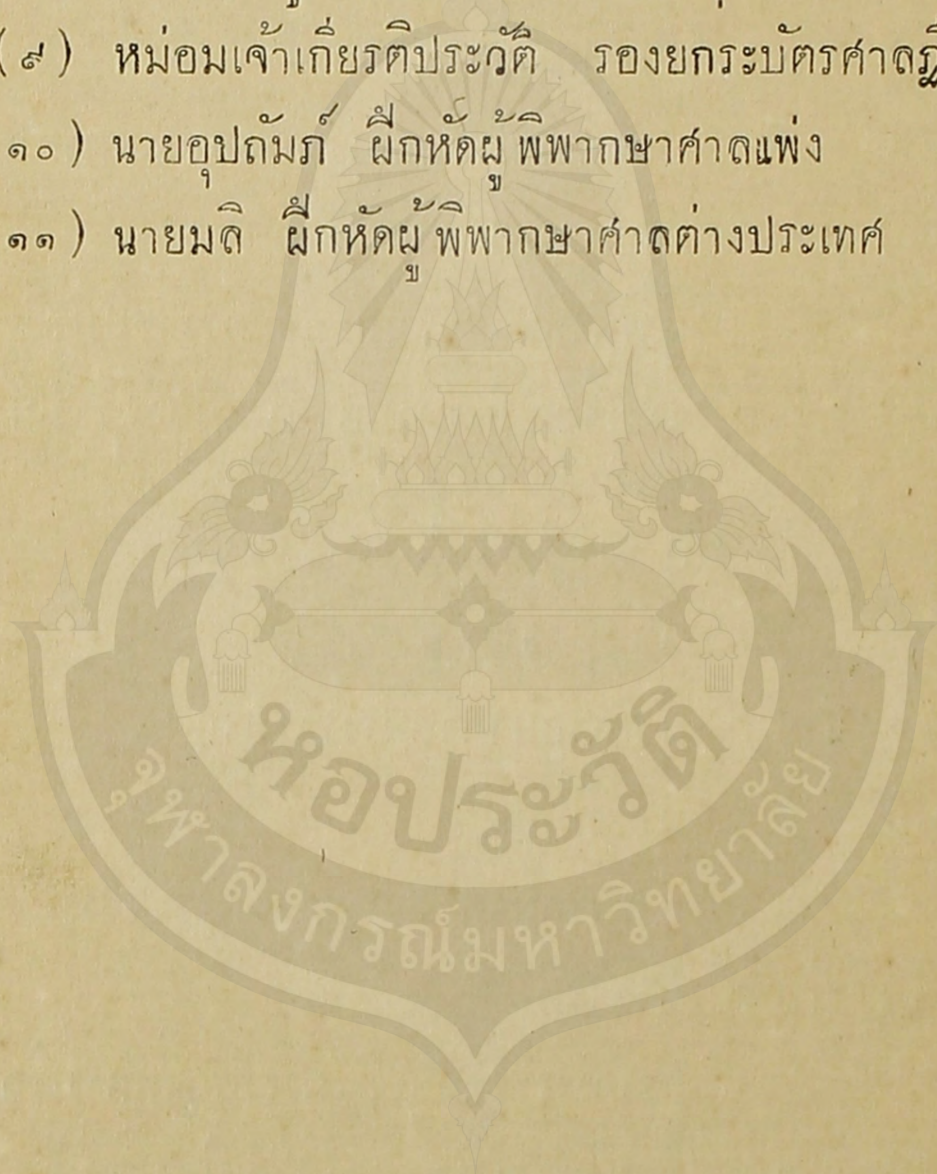 (๙) หม่อมเจ้าเกียรติประวัติ รองยกระบัตรศาลฎี
๑๐) นายอุปถัมภ์ ฝึกหัดผู้พิพากษาศาลแพ่ง
๑๑) นายมลิ ฝึกหัดผู้พิพากษาศาลต่างประเทศ
หอประวัติ
จุฬาลงกรณ์มหาวิทยาลัย